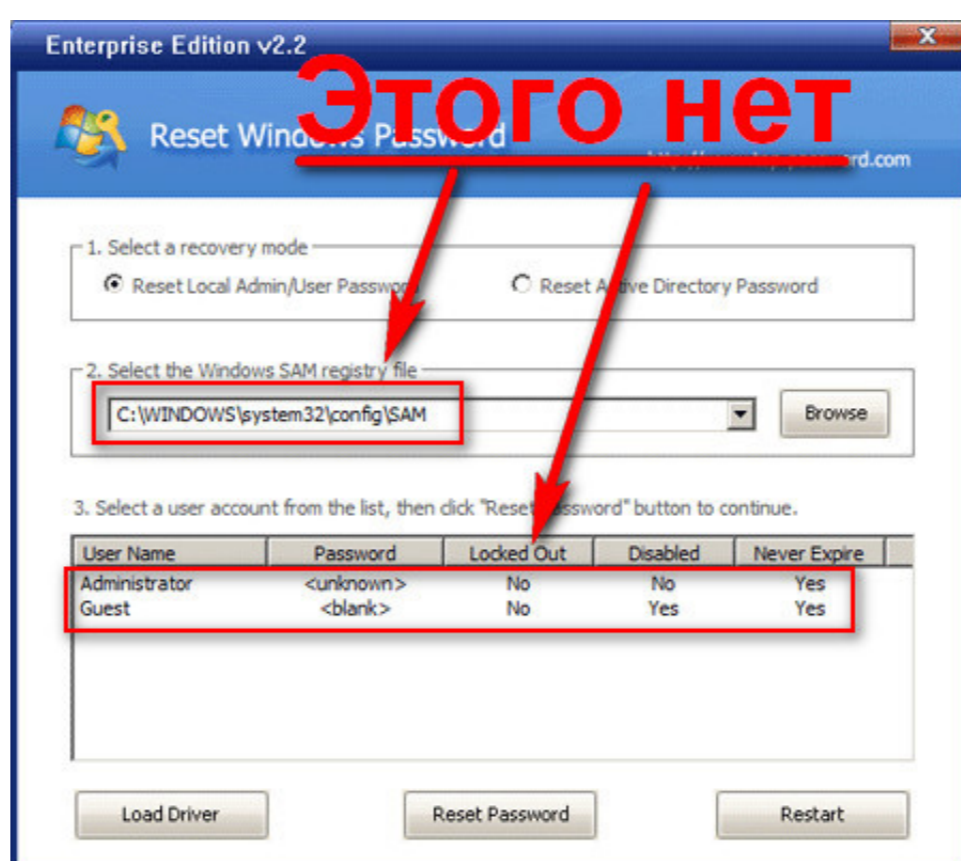 Enterprise Edition v2.2
Этого нет
Reset Windows Password
1. Select a recovery mode
Reset Local Admin/User Password
Reset Active Directory Password
2. Select the Windows SAM registry file
C:\WINDOWS\system32\config\SAM
Browse
3. Select a user account from the list, then click "Reset Password" button to continue.
User Name Password Locked Out Disabled Never Expire
Administrator <unknown> No No Yes
Guest <blank> No Yes Yes
Load Driver Reset Password Restart